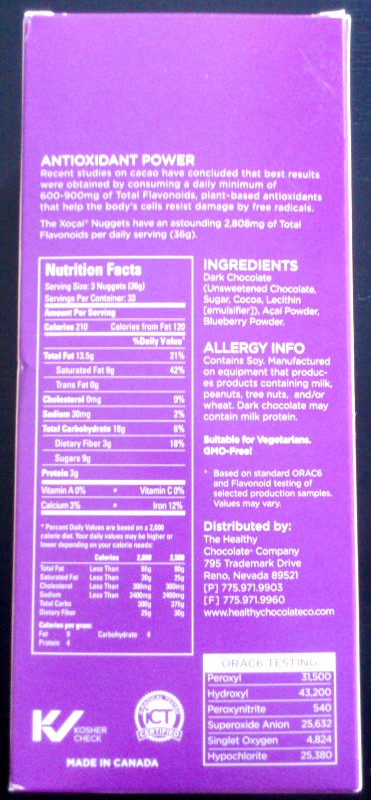 ANTIOXIDANT POWER
Recent studies on cacao have concluded that best results
were obtained by consuming a daily minimum of
600-900mg of Total Flavonoids, plant-based antioxidants
that help the body's cells resist damage by free radicals.
The Xoçai® Nuggets have an astounding 2,808mg of Total
Flavonoids per daily serving (36g).
Nutrition Facts
Serving Size: 3 Nuggets (36g)
Servings Per Container: 33
Amount Per Serving
Calories 210 Calories from Fat 120
%Daily Value*
Total Fat 13.5g 21%
Saturated Fat 9g 42%
Trans Fat 0g
Cholesterol 0mg 0%
Sodium 30mg 2%
Total Carbohydrate 18g 6%
Dietary Fiber 3g 18%
Sugars 9g
Protein 3g
Vitamin A 0% • Vitamin C 0%
Calcium 3% • Iron 12%
* Percent Daily Values are based on a 2,000
calorie diet. Your daily values may be higher or
lower depending on your calorie needs:
Calories 2,000 2,500
Total Fat Less Than 65g 80g
Saturated Fat Less Than 20g 25g
Cholesterol Less Than 300mg 300mg
Sodium Less Than 2400mg 2400mg
Total Carbs 300g 375g
Dietary Fiber 25g 30g
Calories per gram:
Fat 9 Carbohydrate 4
Protein 4
KV KOSHER
CHECK
ICT
CERTIFIED
MADE IN CANADA
INGREDIENTS
Dark Chocolate
(Unsweetened Chocolate,
Sugar, Cocoa, Lecithin
[emulsifier]), Açaí Powder,
Blueberry Powder.
ALLERGY INFO
Contains Soy. Manufactured
on equipment that produc-
es products containing milk,
peanuts, tree nuts, and/or
wheat. Dark chocolate may
contain milk protein.
Suitable for Vegetarians.
GMO-Free!
* Based on standard ORAC6
and Flavonoid testing of
selected production samples.
Values may vary.
Distributed by:
The Healthy
Chocolate® Company
795 Trademark Drive
Reno, Nevada 89521
[P] 775.971.9903
[F] 775.971.9960
www.healthychocolateco.com
ORAC6 TESTING
Peroxyl 31,500
Hydroxyl 43,200
Peroxynitrite 540
Superoxide Anion 25,632
Singlet Oxygen 4,824
Hypochlorite 25,380